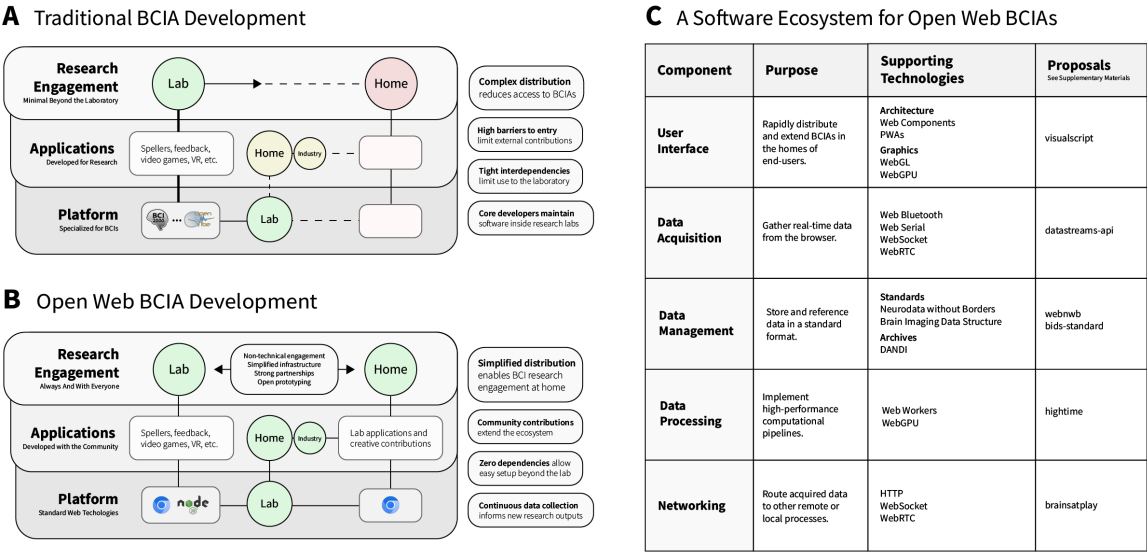 A Traditional BCIA Development
Research
Engagement
Minimal Beyond the Laboratory
Lab
Home
Complex distribution
reduces access to BCIAs
Applications
Developed for Research
Spellers, feedback,
video games, VR, etc.
Home
Industry
High barriers to entry
limit external contributions
Tight interdependencies
limit use to the laboratory
Platform
Specialized for BCIs
BCI
2000
...
Lab
Core developers maintain
software inside research labs
B Open Web BCIA Development
Research
Engagement
Always And With Everyone
Lab
Non-technical engagement
Simplified infrastructure
Strong partnerships
Open prototyping
Home
Simplified distribution
enables BCI research
engagement at home
Applications
Developed with the Community
Spellers, feedback,
video games, VR, etc.
Home
Industry
Lab applications and
creative contributions
Community contributions
extend the ecosystem
Zero dependencies allow
easy setup beyond the lab
Platform
Standard Web Techologies
node
Lab
Continuous data collection
informs new research outputs
C A Software Ecosystem for Open Web BCIAs
Component
Purpose
Supporting
Technologies
Proposals
See Supplementary Materials
User
Interface
Rapidly distribute
and extend BCIAs in
the homes of
end-users.
Architecture
Web Components
PWAs
Graphics
WebGL
WebGPU
visualscript
Data
Acquisition
Gather real-time data
from the browser.
Web Bluetooth
Web Serial
WebSocket
WebRTC
datastreams-api
Data
Management
Store and reference
data in a standard
format.
Standards
Neurodata without Borders
Brain Imaging Data Structure
Archives
DANDI
webnwb
bids-standard
Data
Processing
Implement
high-performance
computational
pipelines.
Web Workers
WebGPU
hightime
Networking
Route acquired data
to other remote or
local processes.
HTTP
WebSocket
WebRTC
brainsatplay